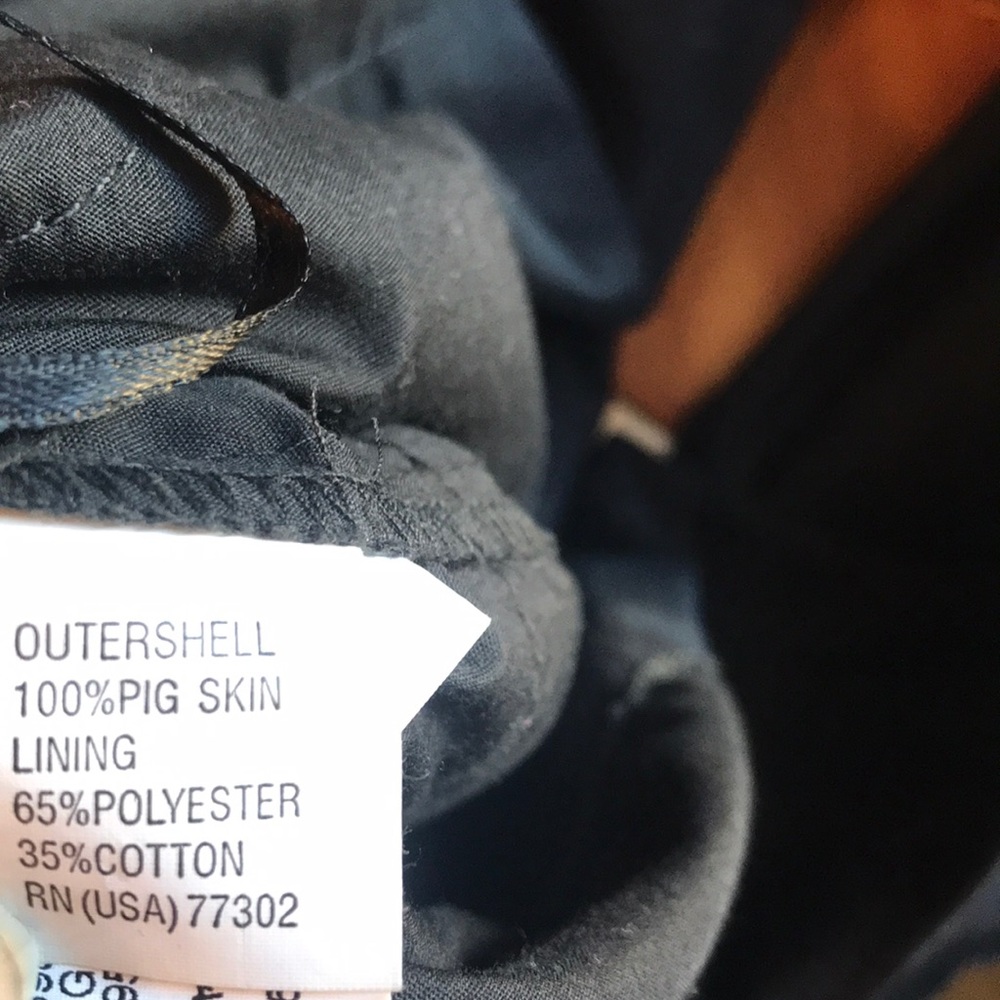 OUTERSHELL
100%PIG SKIN
LINING
65%POLYESTER
35%COTTON
RN (USA) 77302